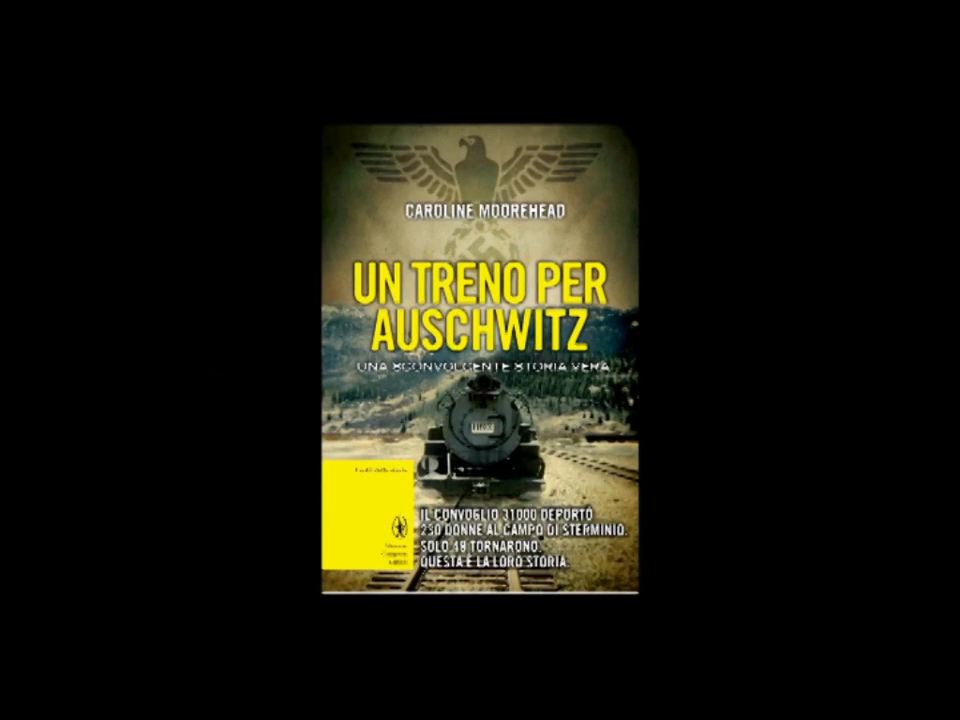 CAROLINE MOOREHEAD
UN TRENO PER
AUSCHWITZ
UNA SCONVOLGENTE STORIA VERA
IL CONVOGLIO 31000 DEPORTÒ
230 DONNE AL CAMPO DI STERMINIO.
SOLO 49 TORNARONO.
QUESTA È LA LORO STORIA.